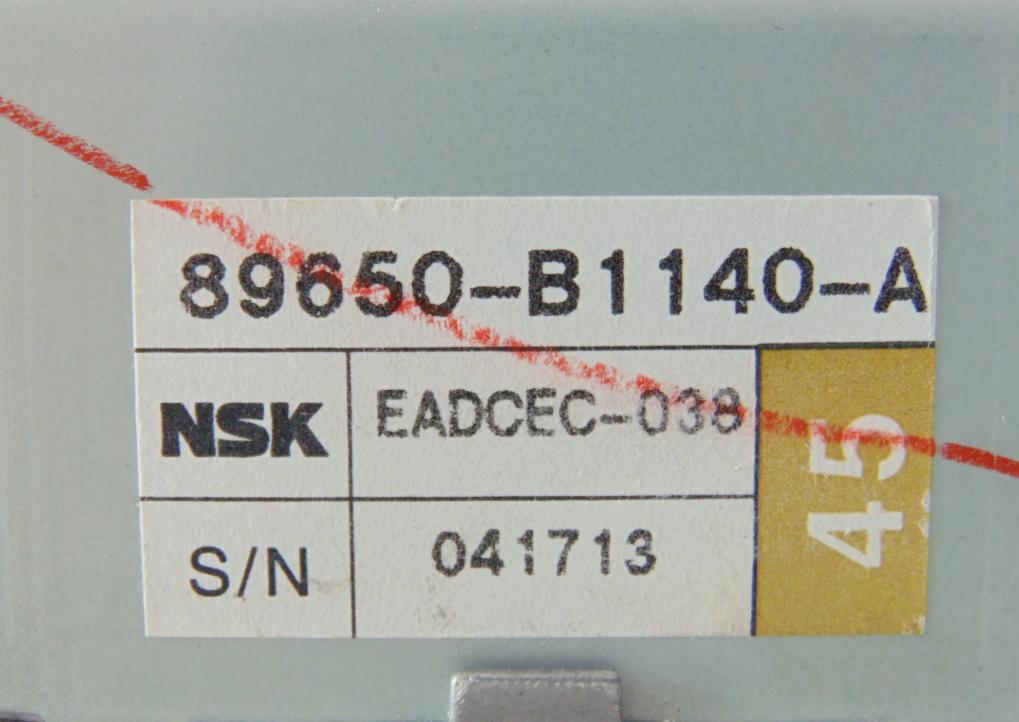 89650-B1140-A
NSK EADCEC-038
45
S/N 041713